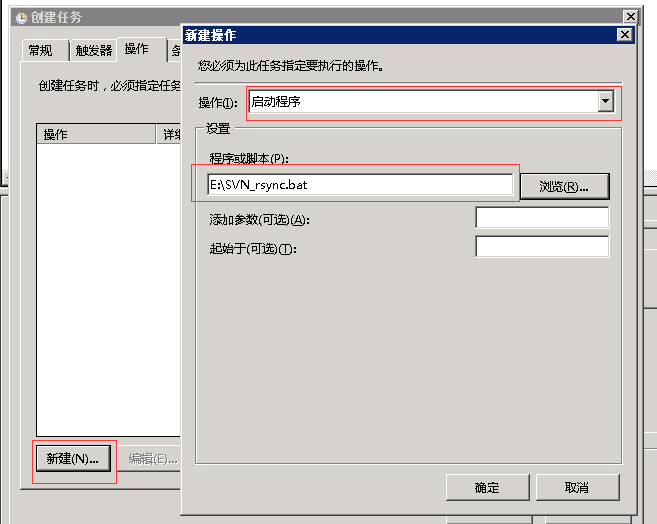 创建任务
常规
触发器
操作
条
创建任务时，必须指定任务
操作
详细
新建(N)...
编辑(E)...
新建操作
您必须为此任务指定要执行的操作。
操作(I):
启动程序
设置
程序或脚本(P):
E:\SVN_rsync.bat
浏览(R)...
添加参数(可选)(A):
起始于(可选)(T):
确定
取消